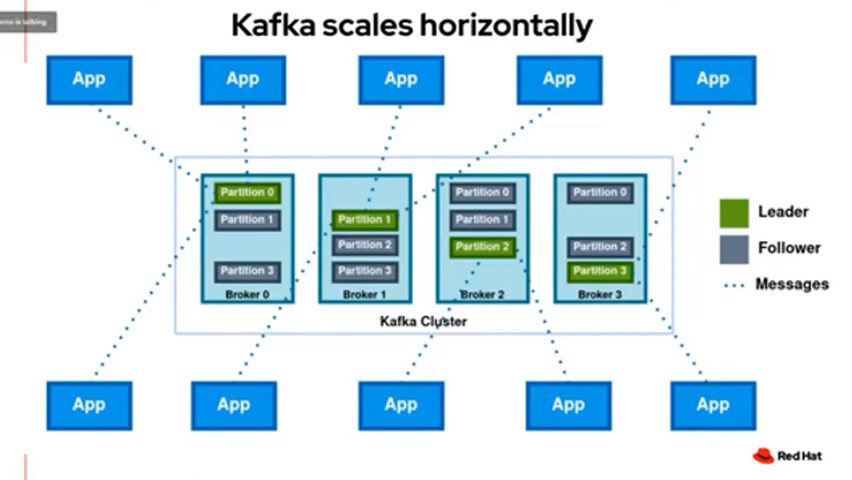 is talking
Kafka scales horizontally
App App App App App
Partition 0 Partition 0 Partition 0
Partition 1 Partition 1 Partition 1
Partition 2 Partition 2 Partition 2
Partition 3 Partition 3 Partition 3
Broker 0 Broker 1 Broker 2 Broker 3
Kafka Cluster
Leader
Follower
Messages
App App App App App
Red Hat